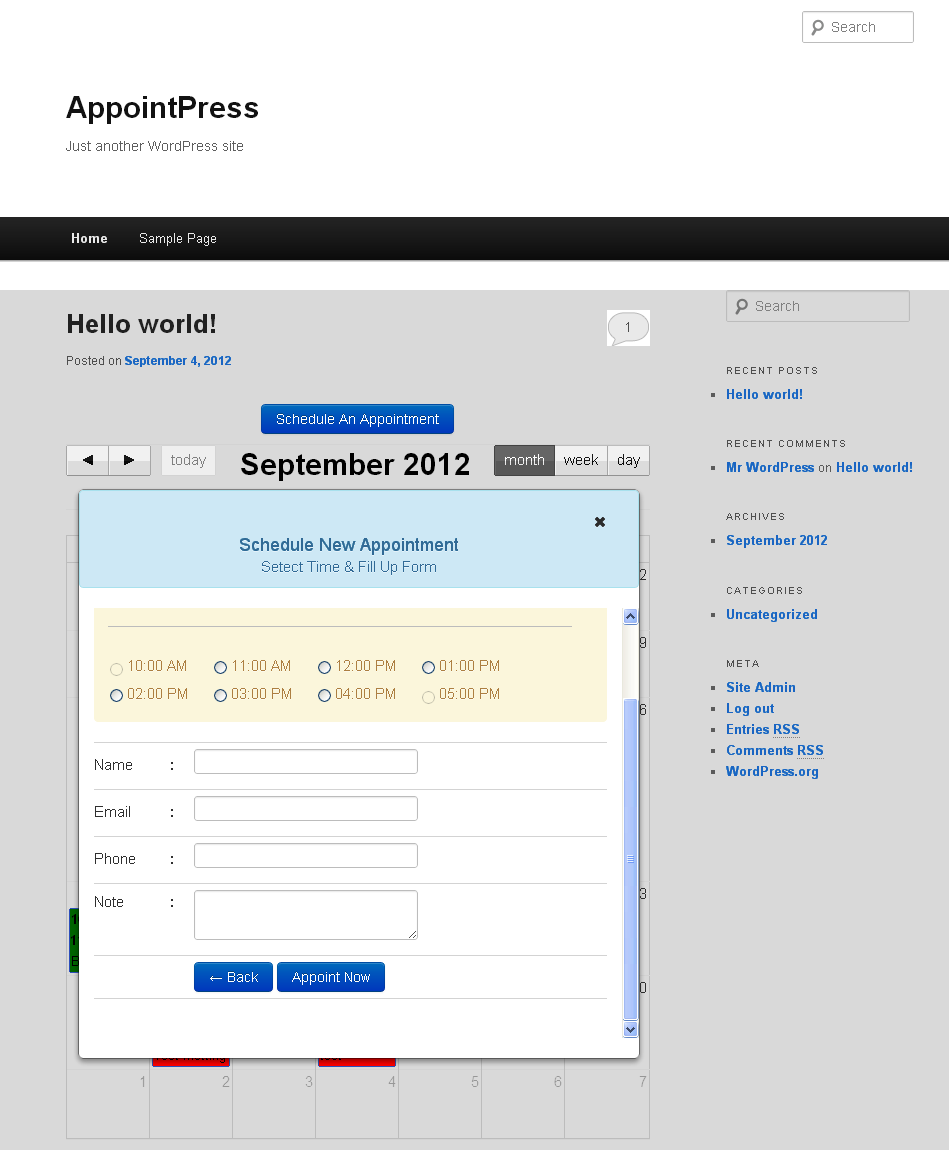 Search
AppointPress
Just another WordPress site
Home Sample Page
Hello world!
1
Posted on September 4, 2012
Schedule An Appointment
today September 2012 month week day
✖
Schedule New Appointment
Setect Time & Fill Up Form
10:00 AM 11:00 AM 12:00 PM 01:00 PM
02:00 PM 03:00 PM 04:00 PM 05:00 PM
Name :
Email :
Phone :
Note :
← Back Appoint Now
2
9
6
3
0
1 2 3 4 5 6 7
Search
RECENT POSTS
Hello world!
RECENT COMMENTS
Mr WordPress on Hello world!
ARCHIVES
September 2012
CATEGORIES
Uncategorized
META
Site Admin
Log out
Entries RSS
Comments RSS
WordPress.org